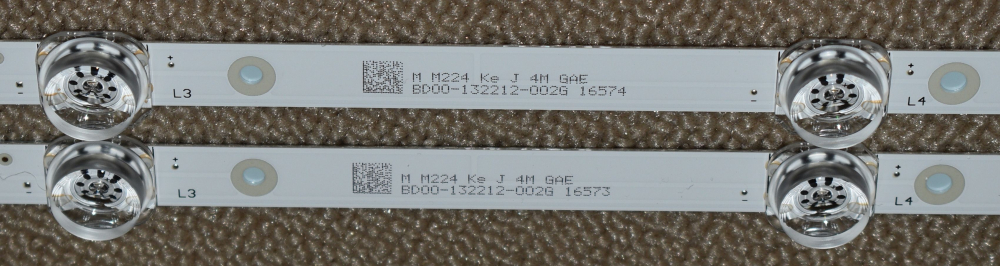 L3
M M224 Ke J 4M GAE
BD00-132212-002G 16574
L4
L3
M M224 Ke J 4M GAE
BD00-132212-002G 16573
L4